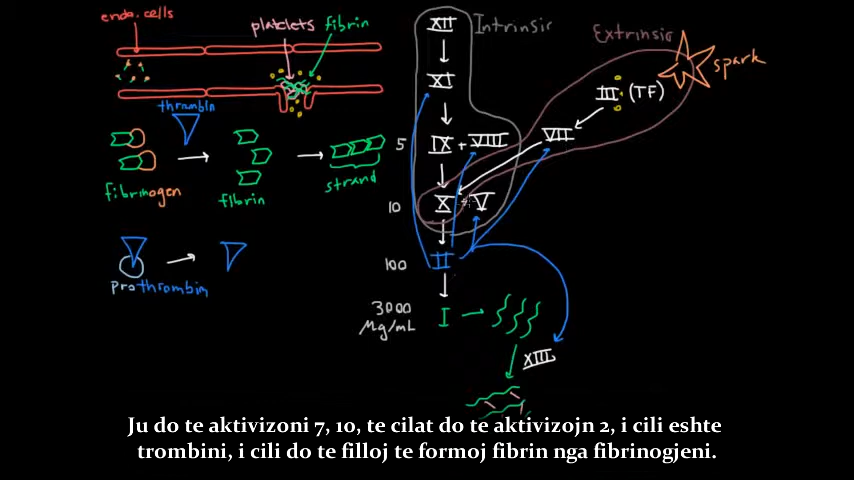 endo. cells
platelets
fibrin
thrombin
fibrinogen
fibrin
strand
prothrombin
XII
Intrinsic
XI
Extrinsic
spark
III (TF)
5
IX + VIII
VII
10
X + V
100
II
3000
Mg/mL
I
XIII
Ju do te aktivizoni 7, 10, te cilat do te aktivizojn 2, i cili eshte
trombini, i cili do te filloj te formoj fibrin nga fibrinogjeni.